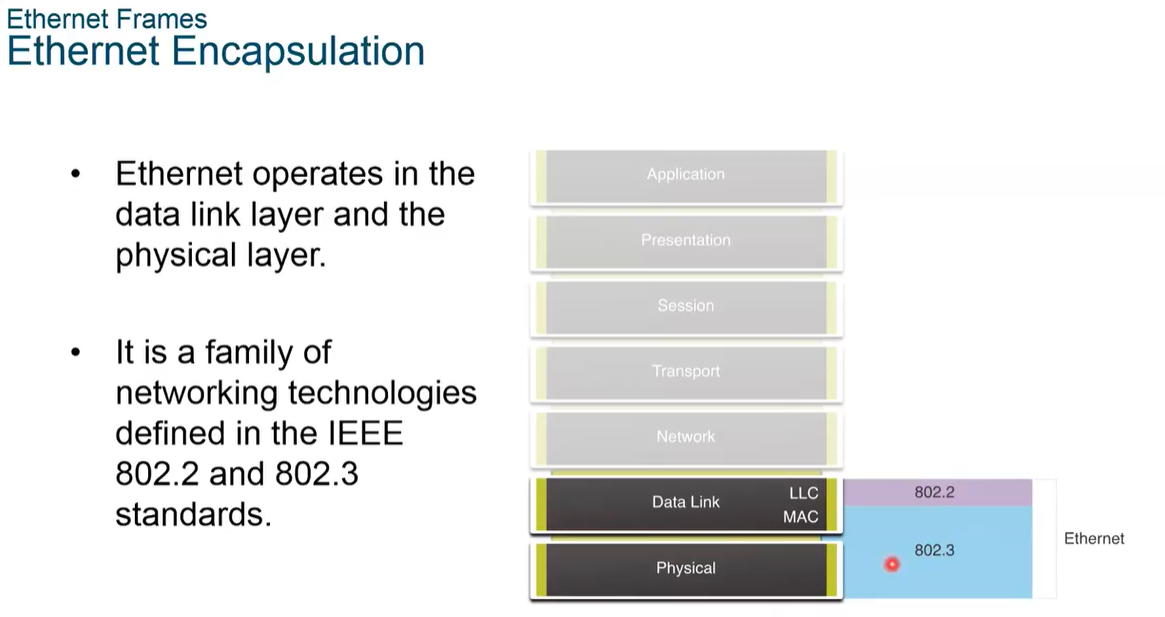 Ethernet Frames
Ethernet Encapsulation
• Ethernet operates in the
data link layer and the
physical layer.
• It is a family of
networking technologies
defined in the IEEE
802.2 and 802.3
standards.
Application
Presentation
Session
Transport
Network
Data Link
LLC
MAC
Physical
802.2
802.3
Ethernet